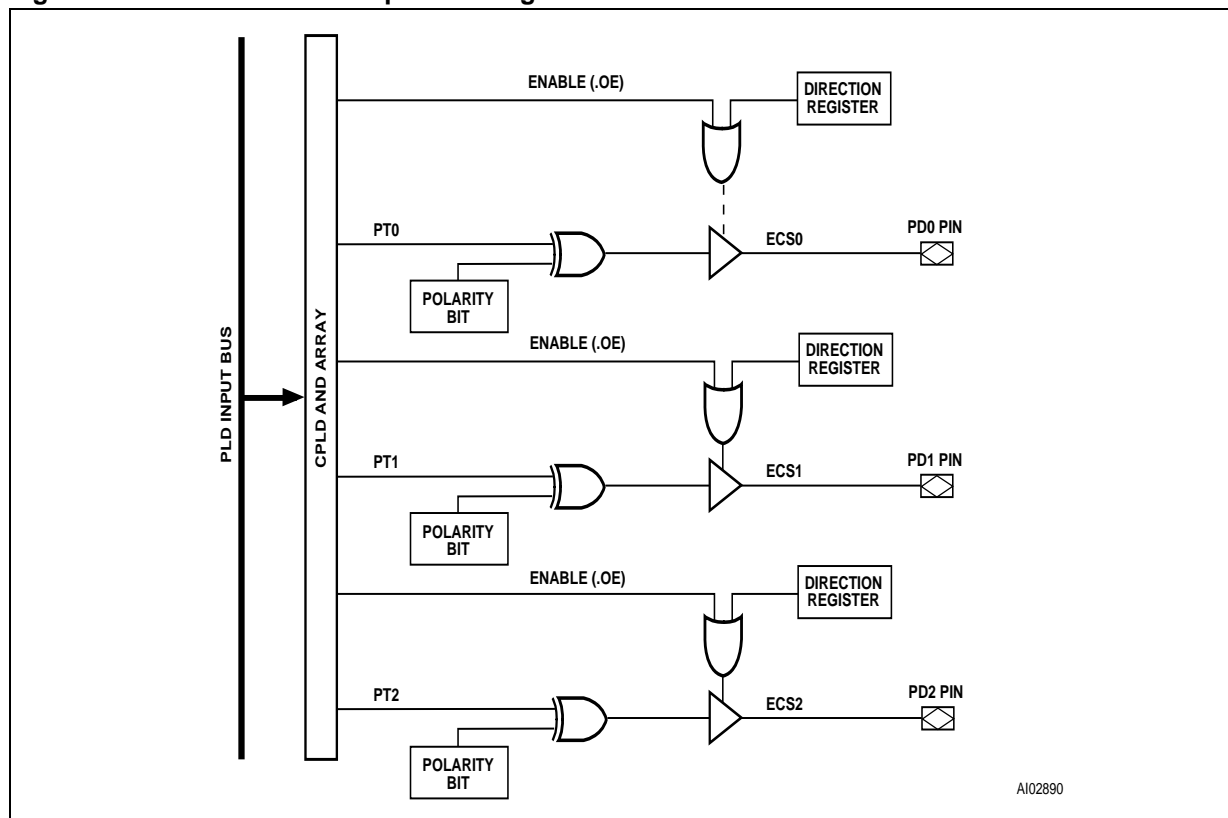 ENABLE (.OE)
DIRECTION
REGISTER
PT0
ECS0
PD0 PIN
POLARITY
BIT
ENABLE (.OE)
DIRECTION
REGISTER
PLD INPUT BUS
CPLD AND ARRAY
PT1
ECS1
PD1 PIN
POLARITY
BIT
ENABLE (.OE)
DIRECTION
REGISTER
PT2
ECS2
PD2 PIN
POLARITY
BIT
AI02890